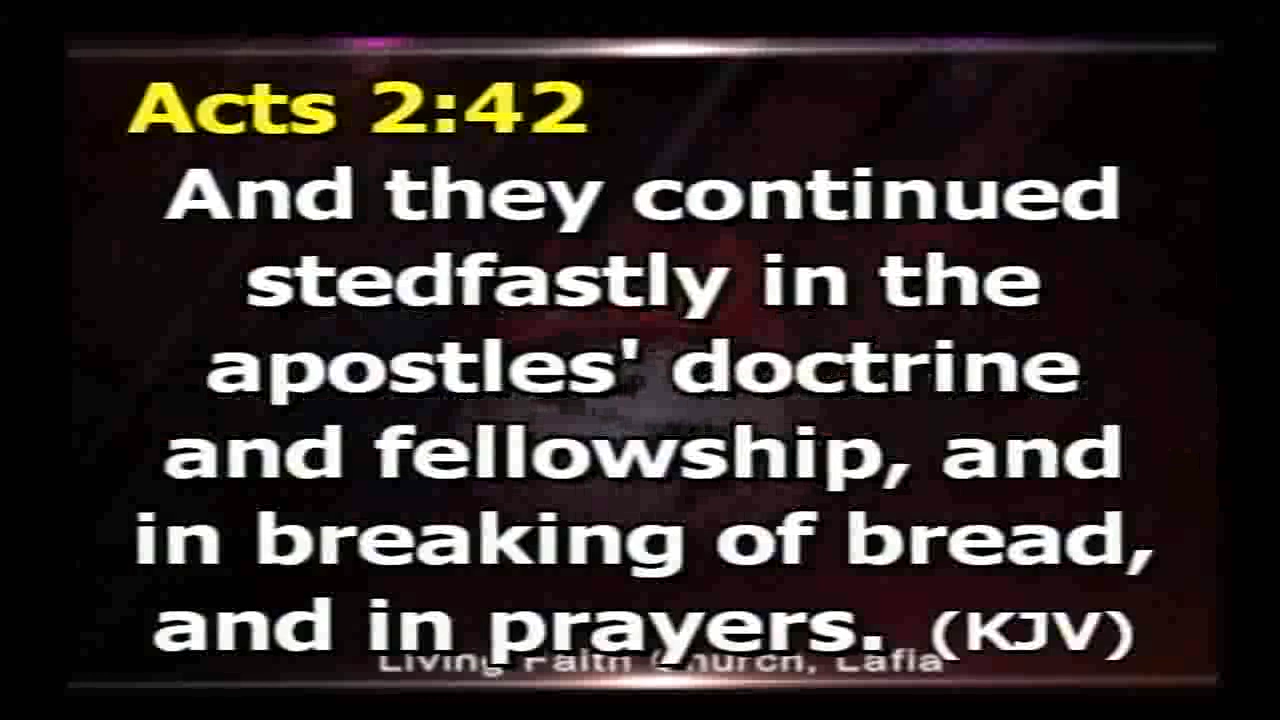 Acts 2:42
And they continued
stedfastly in the
apostles' doctrine
and fellowship, and
in breaking of bread,
and in prayers. (KJV)
Living Faith Church, Lafia